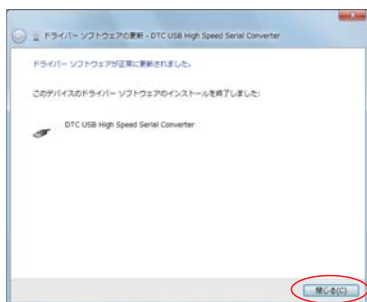 ドライバー ソフトウェアの更新 - DTC USB High Speed Serial Converter
ドライバー ソフトウェアが正常に更新されました。
このデバイスのドライバー ソフトウェアのインストールを終了しました:
DTC USB High Speed Serial Converter
閉じる(C)